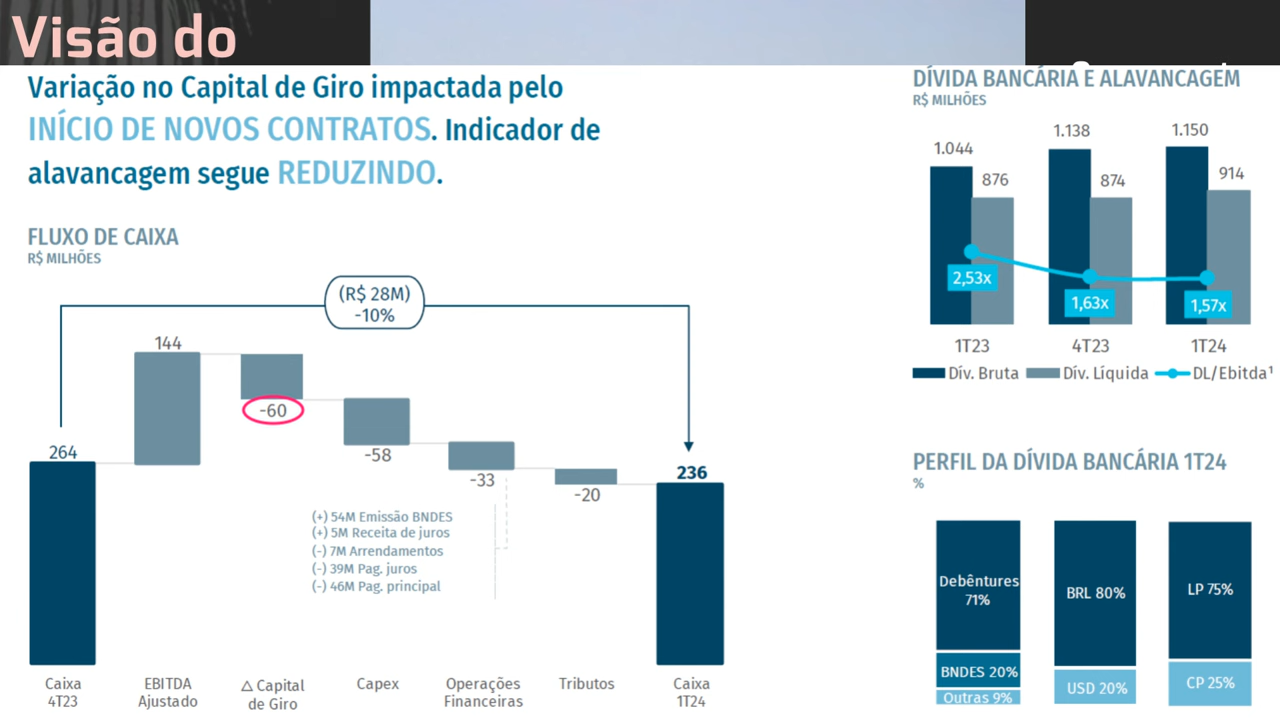 Visão do
Variação no Capital de Giro impactada pelo
INÍCIO DE NOVOS CONTRATOS. Indicador de
alavancagem segue REDUZINDO.
FLUXO DE CAIXA
R$ MILHÕES
(R$ 28M)
-10%
264
144
-60
-58
-33
-20
236
(+) 54M Emissão BNDES
(+) 5M Receita de juros
(-) 7M Arrendamentos
(-) 39M Pag. juros
(-) 46M Pag. principal
Caixa
4T23
EBITDA
Ajustado
Δ Capital
de Giro
Capex
Operações
Financeiras
Tributos
Caixa
1T24
DÍVIDA BANCÁRIA E ALAVANCAGEM
R$ MILHÕES
1.044
876
1.138
874
1.150
914
2,53x
1,63x
1,57x
1T23
4T23
1T24
Dív. Bruta
Dív. Líquida
DL/Ebitda¹
PERFIL DA DÍVIDA BANCÁRIA 1T24
%
Debêntures
71%
BNDES 20%
Outras 9%
BRL 80%
USD 20%
LP 75%
CP 25%